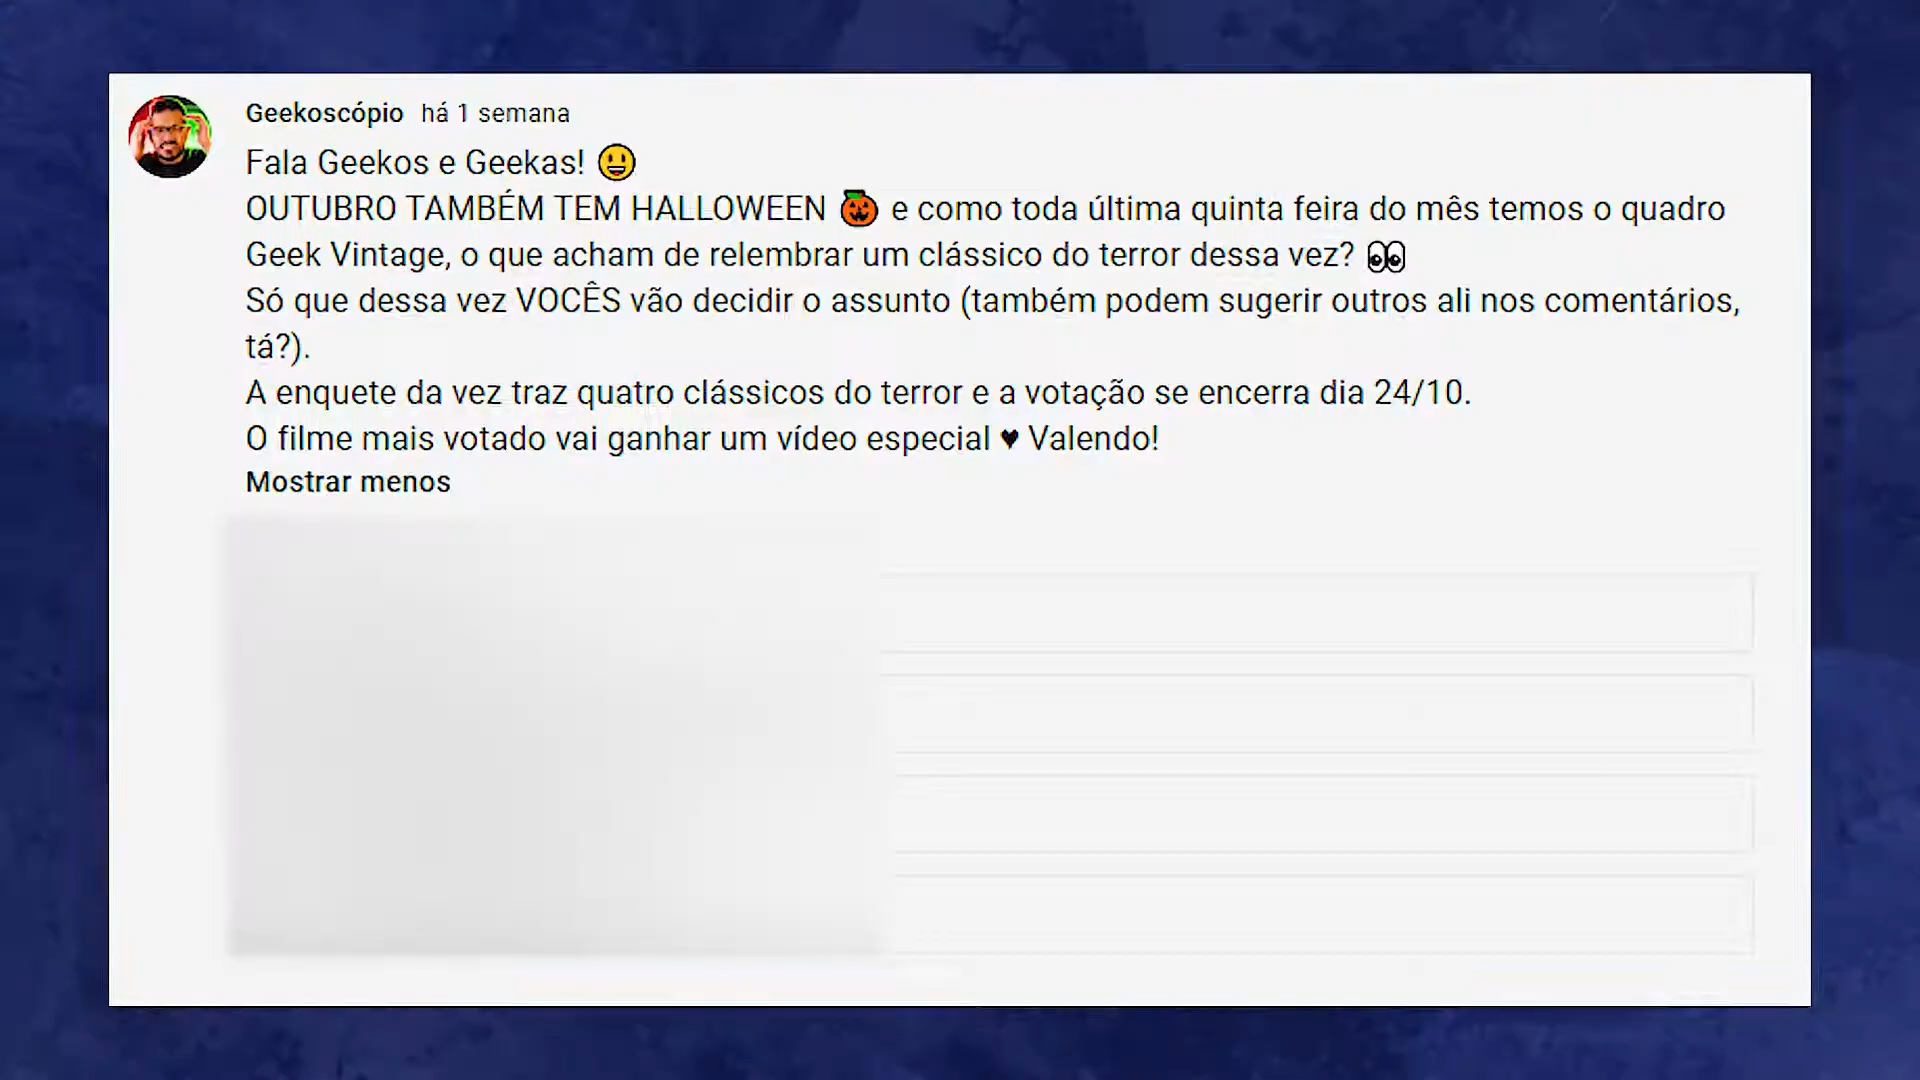 Geekoscópio há 1 semana
Fala Geekos e Geekas! 😃
OUTUBRO TAMBÉM TEM HALLOWEEN 🎃 e como toda última quinta feira do mês temos o quadro
Geek Vintage, o que acham de relembrar um clássico do terror dessa vez? 👀
Só que dessa vez VOCÊS vão decidir o assunto (também podem sugerir outros ali nos comentários,
tá?).
A enquete da vez traz quatro clássicos do terror e a votação se encerra dia 24/10.
O filme mais votado vai ganhar um vídeo especial ♥ Valendo!
Mostrar menos